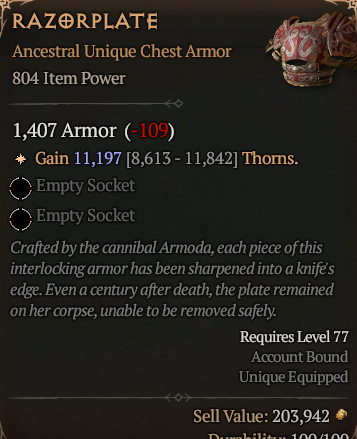 RAZORPLATE
Ancestral Unique Chest Armor
804 Item Power
1,407 Armor (-109)
Gain 11,197 [8,613 - 11,842] Thorns.
Empty Socket
Empty Socket
Crafted by the cannibal Armoda, each piece of this
interlocking armor has been sharpened into a knife's
edge. Even a century after death, the plate remained
on her corpse, unable to be removed safely.
Requires Level 77
Account Bound
Unique Equipped
Sell Value: 203,942
Durability: 100/100